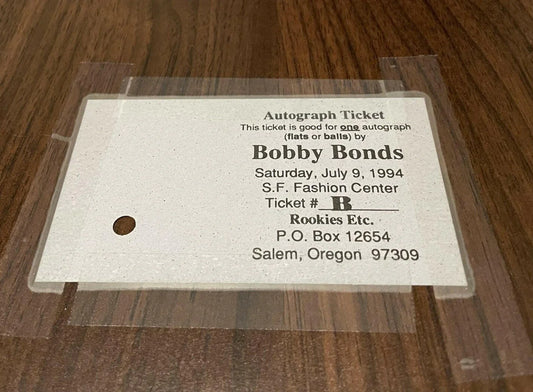 Autograph Ticket
This ticket is good for one autograph
(flats or balls) by
Bobby Bonds
Saturday, July 9, 1994
S.F. Fashion Center
Ticket # B
Rookies Etc.
P.O. Box 12654
Salem, Oregon 97309